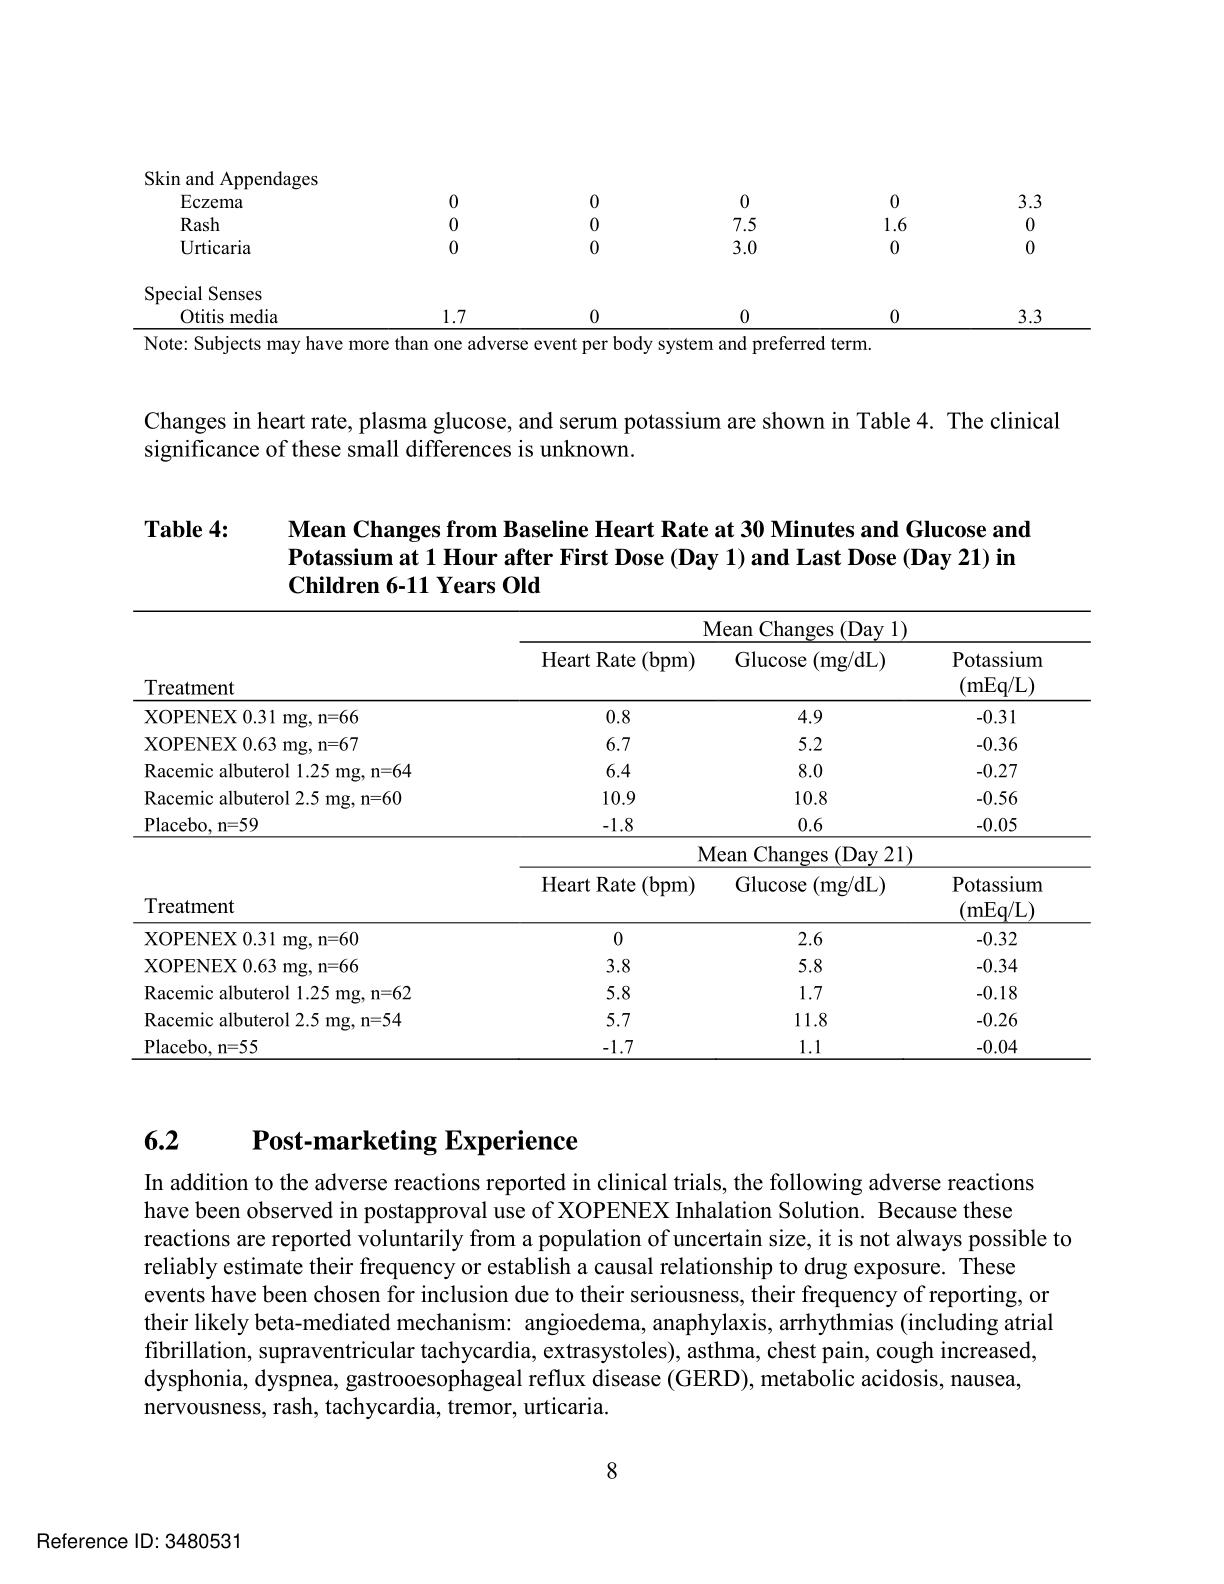 Skin and Appendages
Eczema 0 0 0 0 3.3
Rash 0 0 7.5 1.6 0
Urticaria 0 0 3.0 0 0
Special Senses
Otitis media 1.7 0 0 0 3.3
Note: Subjects may have more than one adverse event per body system and preferred term.
Changes in heart rate, plasma glucose, and serum potassium are shown in Table 4. The clinical
significance of these small differences is unknown.
Table 4: Mean Changes from Baseline Heart Rate at 30 Minutes and Glucose and
Potassium at 1 Hour after First Dose (Day 1) and Last Dose (Day 21) in
Children 6-11 Years Old
Mean Changes (Day 1)
Heart Rate (bpm) Glucose (mg/dL) Potassium
Treatment (mEq/L)
XOPENEX 0.31 mg, n=66 0.8 4.9 -0.31
XOPENEX 0.63 mg, n=67 6.7 5.2 -0.36
Racemic albuterol 1.25 mg, n=64 6.4 8.0 -0.27
Racemic albuterol 2.5 mg, n=60 10.9 10.8 -0.56
Placebo, n=59 -1.8 0.6 -0.05
Mean Changes (Day 21)
Heart Rate (bpm) Glucose (mg/dL) Potassium
Treatment (mEq/L)
XOPENEX 0.31 mg, n=60 0 2.6 -0.32
XOPENEX 0.63 mg, n=66 3.8 5.8 -0.34
Racemic albuterol 1.25 mg, n=62 5.8 1.7 -0.18
Racemic albuterol 2.5 mg, n=54 5.7 11.8 -0.26
Placebo, n=55 -1.7 1.1 -0.04
6.2 Post-marketing Experience
In addition to the adverse reactions reported in clinical trials, the following adverse reactions
have been observed in postapproval use of XOPENEX Inhalation Solution. Because these
reactions are reported voluntarily from a population of uncertain size, it is not always possible to
reliably estimate their frequency or establish a causal relationship to drug exposure. These
events have been chosen for inclusion due to their seriousness, their frequency of reporting, or
their likely beta-mediated mechanism: angioedema, anaphylaxis, arrhythmias (including atrial
fibrillation, supraventricular tachycardia, extrasystoles), asthma, chest pain, cough increased,
dysphonia, dyspnea, gastrooesophageal reflux disease (GERD), metabolic acidosis, nausea,
nervousness, rash, tachycardia, tremor, urticaria.
8
Reference ID: 3480531